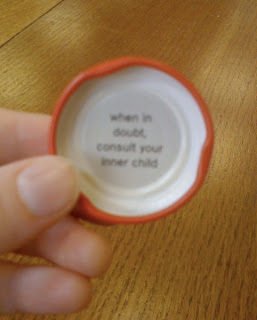 when in
doubt,
consult your
inner child